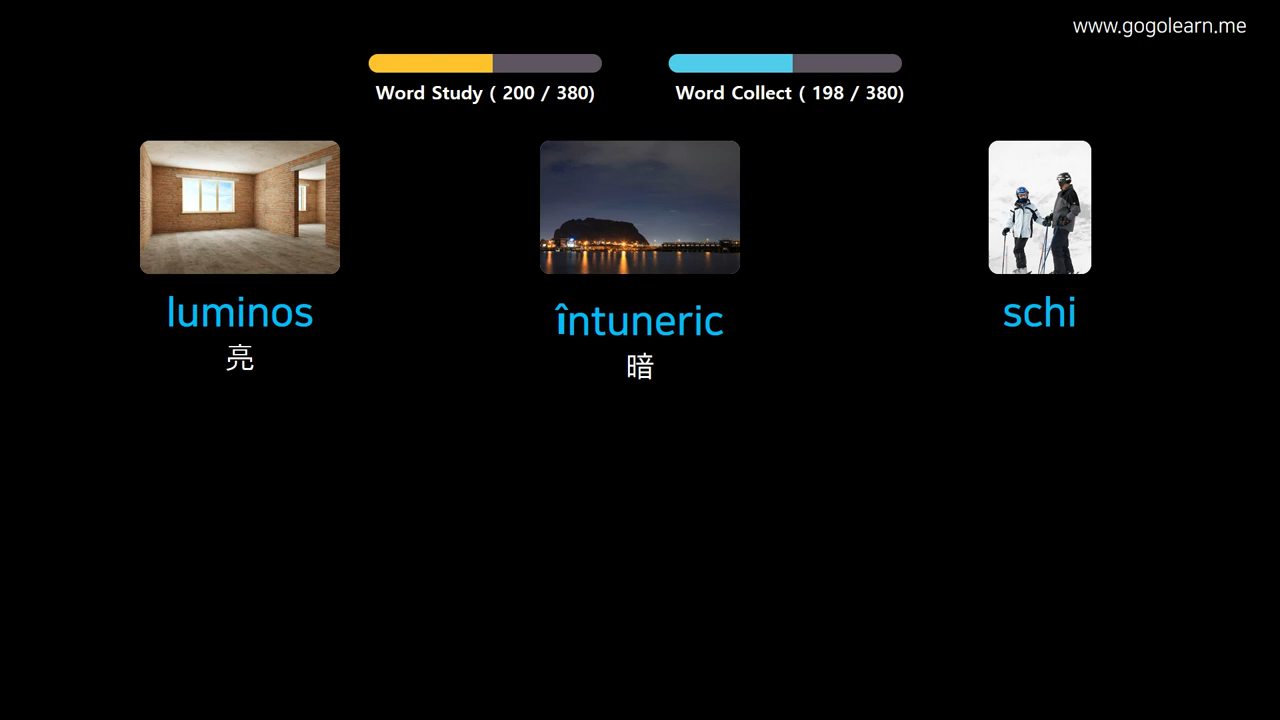 www.gogolearn.me
Word Study ( 200 / 380)
Word Collect ( 198 / 380)
luminos
亮
întuneric
暗
schi